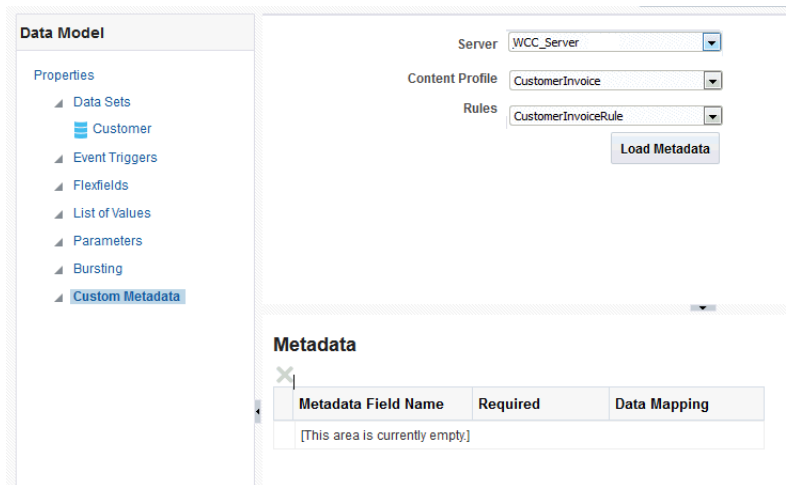 Data Model
Properties
Data Sets
Customer
Event Triggers
Flexfields
List of Values
Parameters
Bursting
Custom Metadata
Server WCC_Server
Content Profile CustomerInvoice
Rules CustomerInvoiceRule
Load Metadata
Metadata
Metadata Field Name Required Data Mapping
[This area is currently empty.]